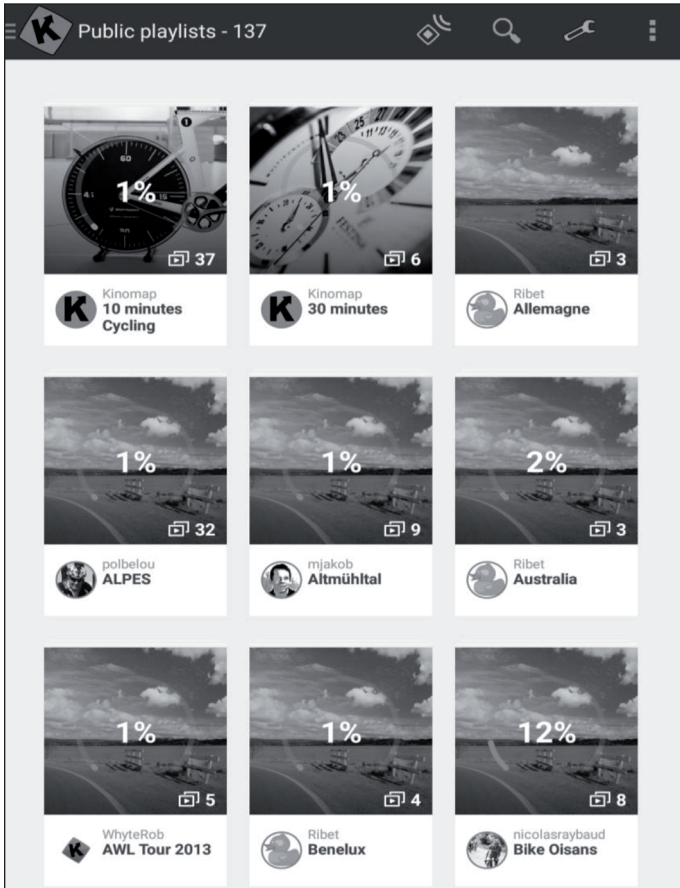 Public playlists - 137
1%
37
Kinomap
10 minutes
Cycling
1%
6
Kinomap
30 minutes
3
Ribet
Allemagne
1%
32
polbelou
ALPES
1%
9
mjakob
Altmühltal
2%
3
Ribet
Australia
1%
5
WhyteRob
AWL Tour 2013
1%
4
Ribet
Benelux
12%
8
nicolasraybaud
Bike Oisans